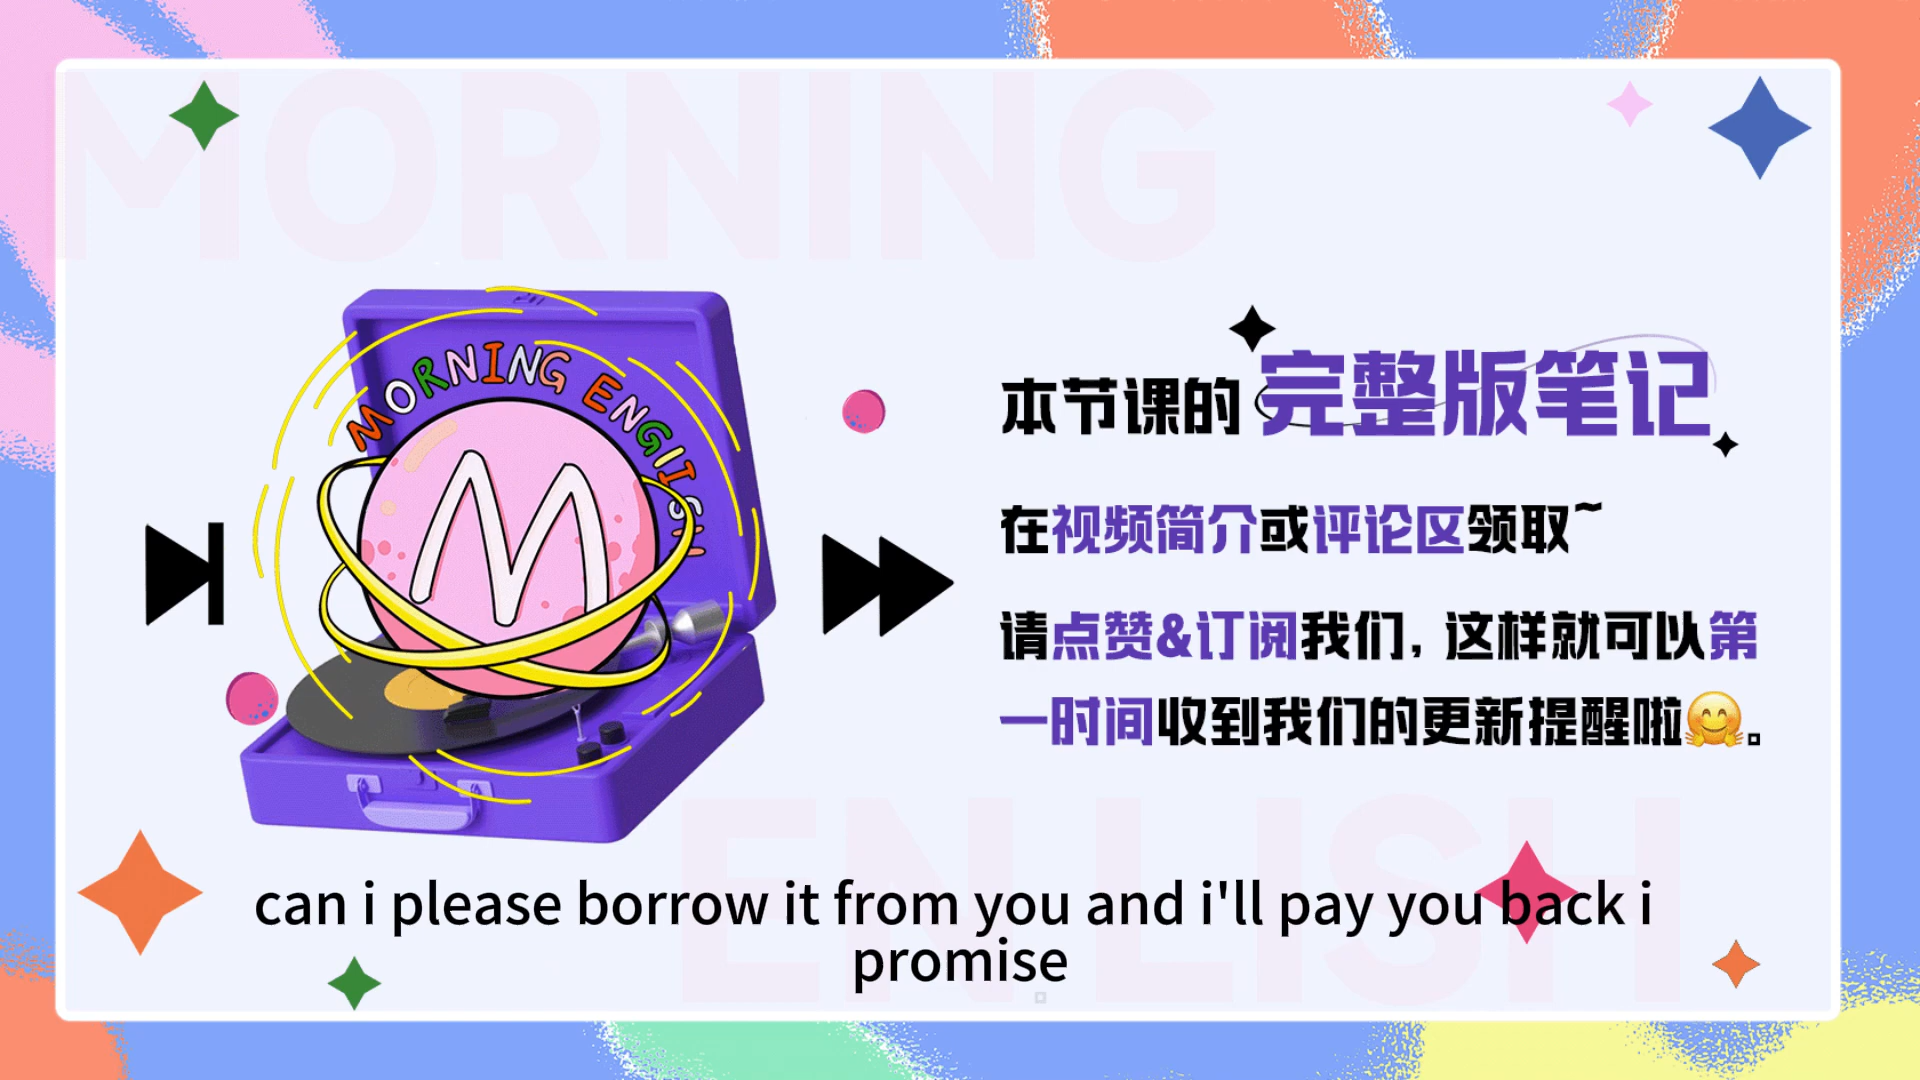 MORNING
MORNING ENGlISH
M
本节课的 完整版笔记
在视频简介或评论区领取~
请点赞&订阅我们, 这样就可以第
一时间收到我们的更新提醒啦🤗。
EN.LISH
can i please borrow it from you and i'll pay you back i
promise